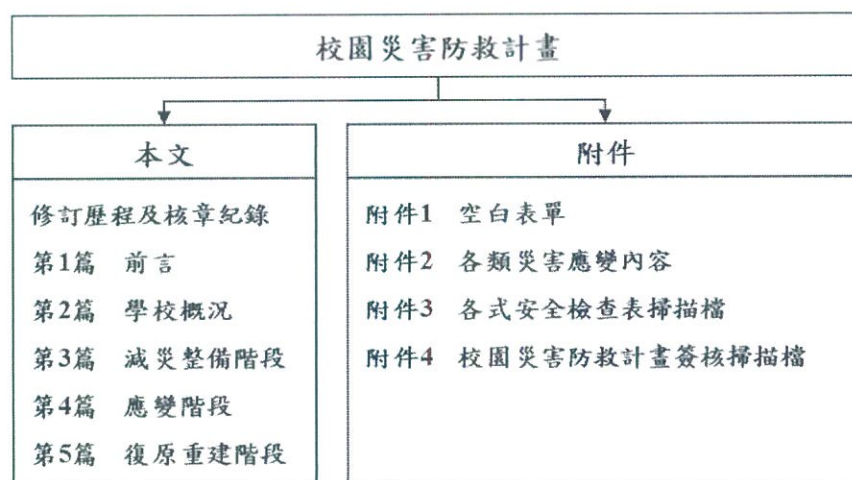 校園災害防救計畫
本文
修訂歷程及核章紀錄
第1篇 前言
第2篇 學校概況
第3篇 減災整備階段
第4篇 應變階段
第5篇 復原重建階段
附件
附件1 空白表單
附件2 各類災害應變內容
附件3 各式安全檢查表掃描檔
附件4 校園災害防救計畫簽核掃描檔